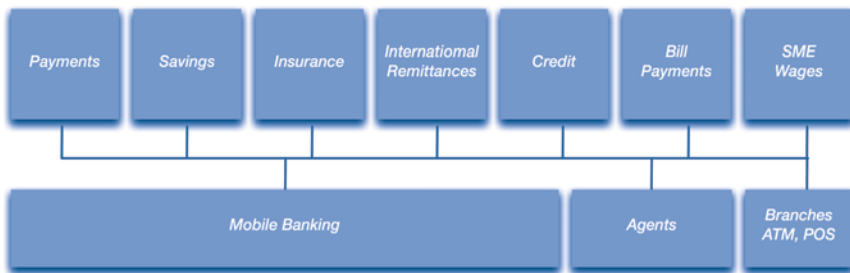 Payments
Savings
Insurance
Internatiomal
Remittances
Credit
Bill
Payments
SME
Wages
Mobile Banking
Agents
Branches
ATM, POS